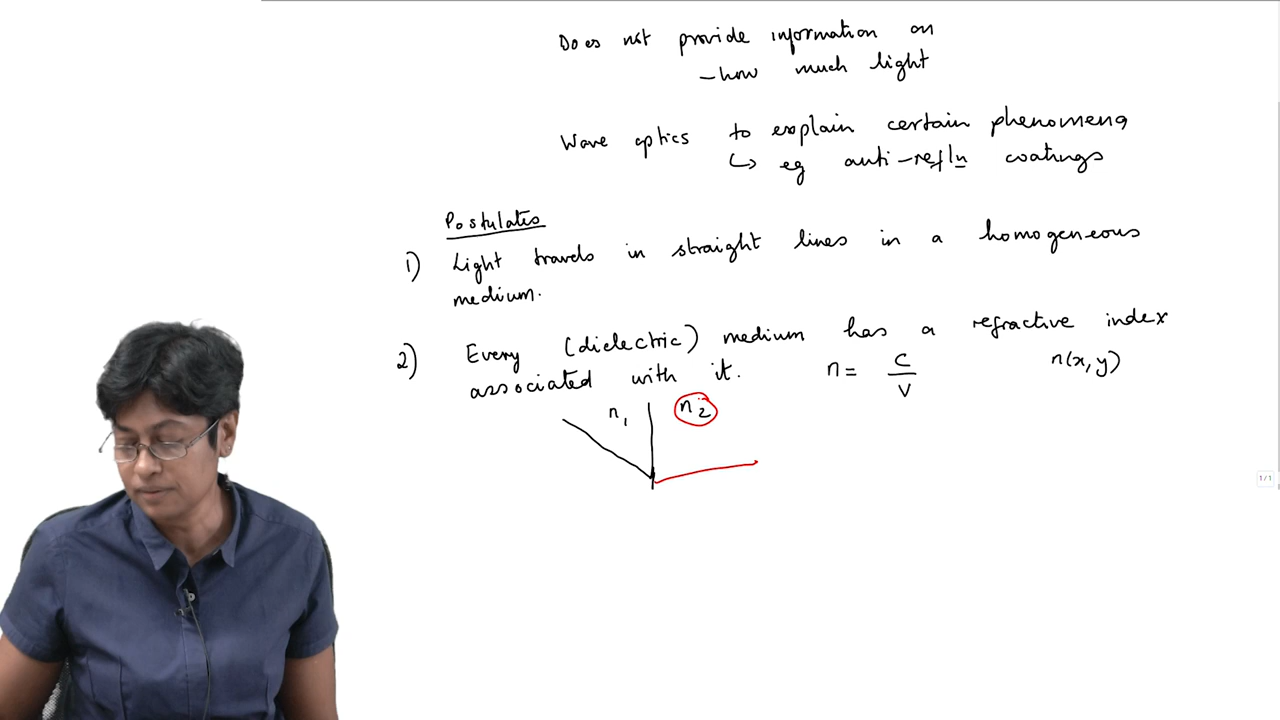 Does not provide information on
– how much light
Wave optics to explain certain phenomena
↳ eg anti-refln coatings
Postulates
1) Light travels in straight lines in a homogeneous
medium.
2) Every (dielectric) medium has a refractive index
associated with it. n = c/v n(x, y)
n1 n2
1/1